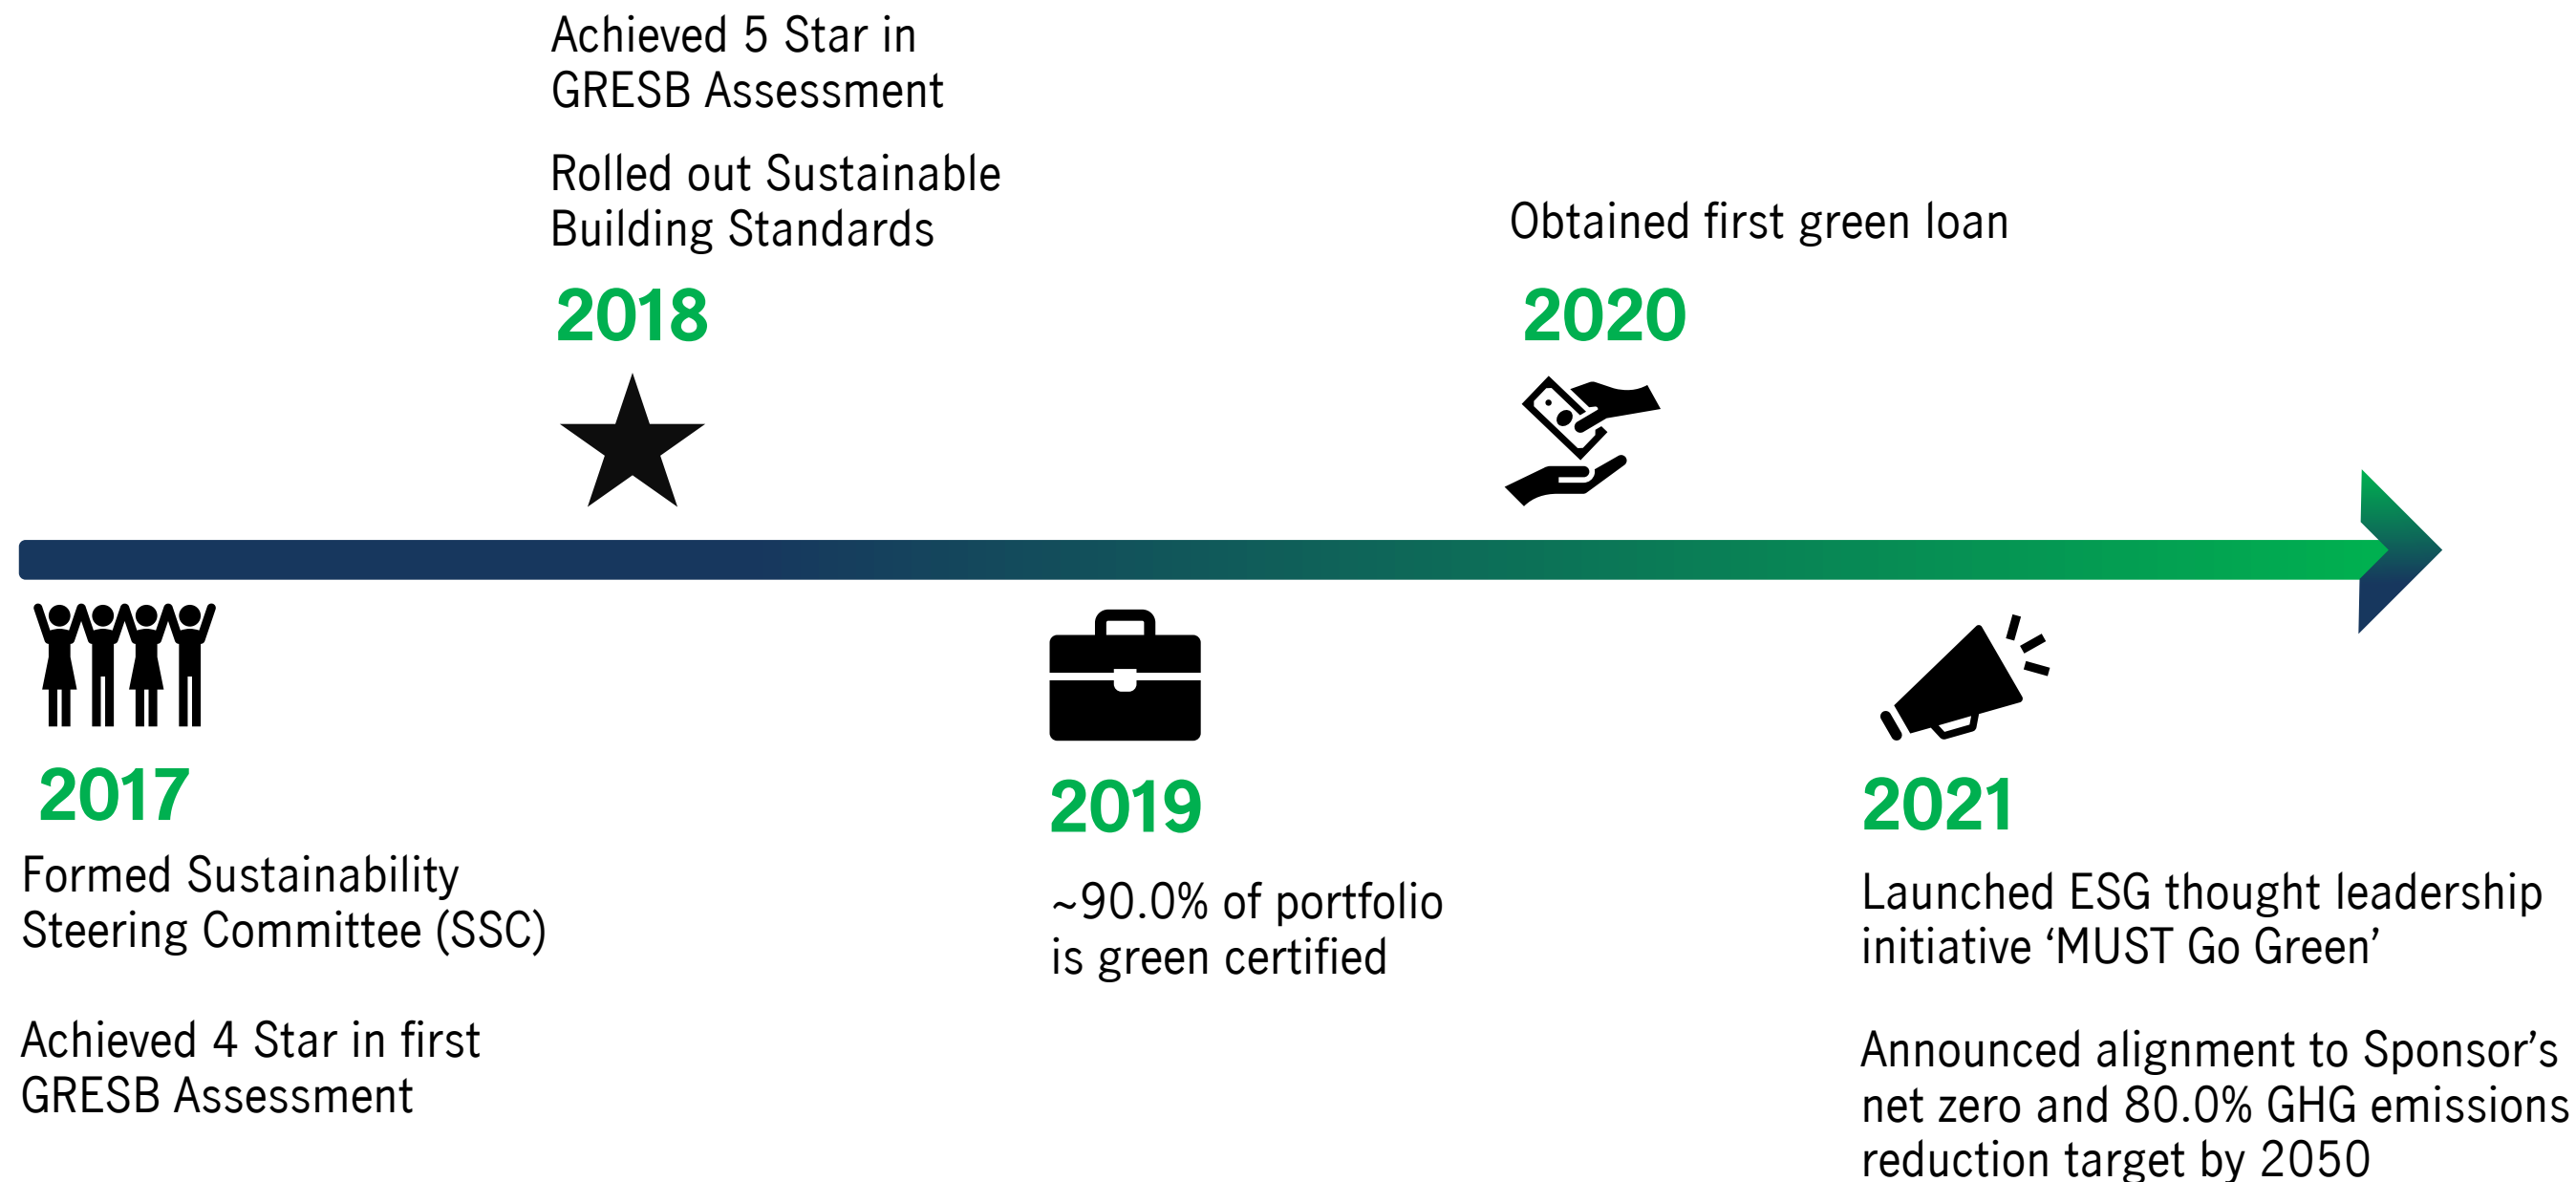 Achieved 5 Star in
GRESB Assessment
Rolled out Sustainable
Building Standards
2018
Obtained first green loan
2020
2017
Formed Sustainability
Steering Committee (SSC)
Achieved 4 Star in first
GRESB Assessment
2019
~90.0% of portfolio
is green certified
2021
Launched ESG thought leadership
initiative ‘MUST Go Green’
Announced alignment to Sponsor’s
net zero and 80.0% GHG emissions
reduction target by 2050